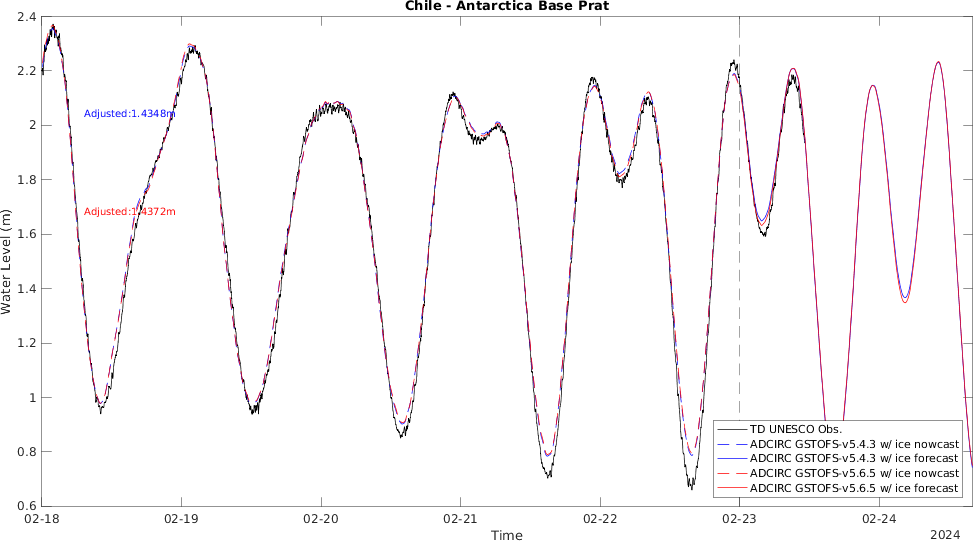 Chile - Antarctica Base Prat
2.4
2.2
2
1.8
1.6
1.4
1.2
1
0.8
0.6
Water Level (m)
Adjusted:1.4348m
Adjusted:1.4372m
TD UNESCO Obs.
ADCIRC GSTOFS-v5.4.3 w/ ice nowcast
ADCIRC GSTOFS-v5.4.3 w/ ice forecast
ADCIRC GSTOFS-v5.6.5 w/ ice nowcast
ADCIRC GSTOFS-v5.6.5 w/ ice forecast
02-18 02-19 02-20 02-21 02-22 02-23 02-24
Time
2024